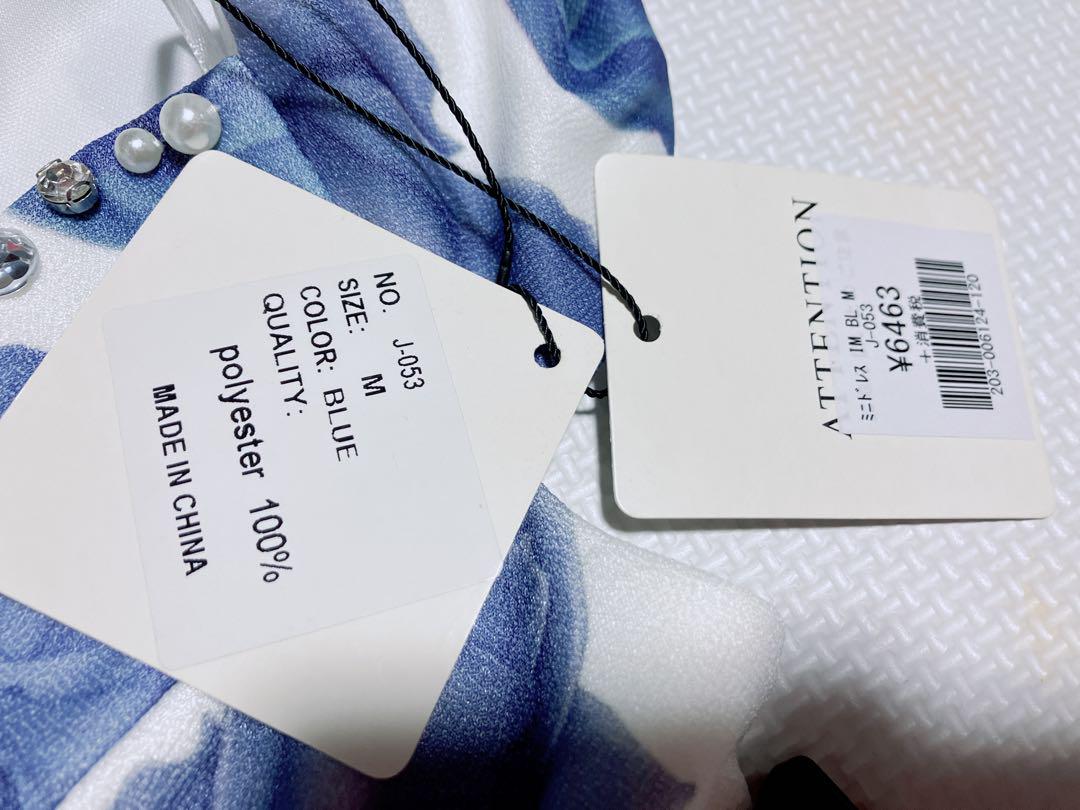 NO. J-053
SIZE: M
COLOR: BLUE
QUALITY:
polyester 100%
MADE IN CHINA
ATTENTION
ﾐﾆﾄﾞﾚｽ IM BL M
J-053
¥6463
+消費税
203-006124-120